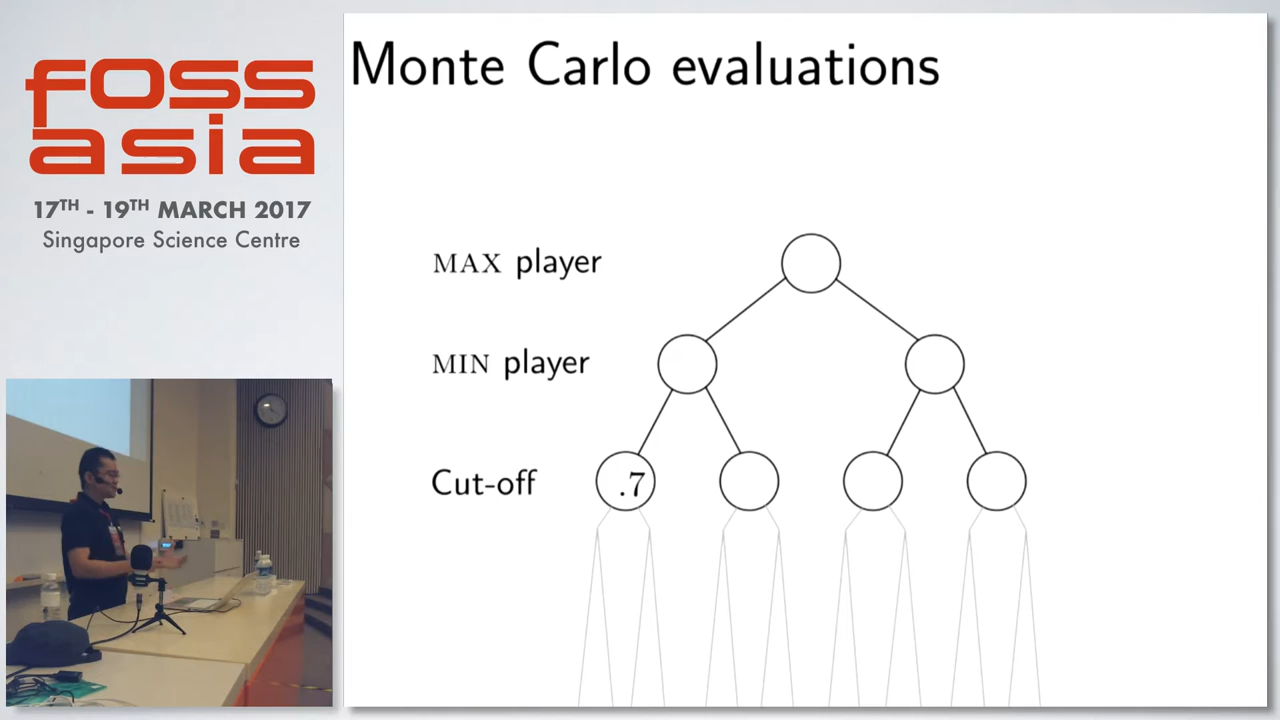 foss
asia
17TH - 19TH MARCH 2017
Singapore Science Centre
Monte Carlo evaluations
MAX player
MIN player
Cut-off
.7